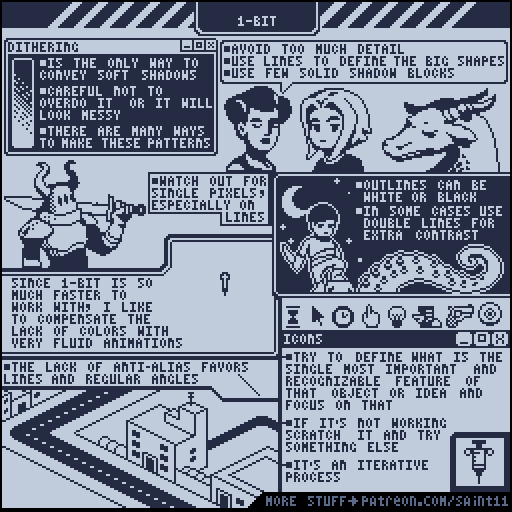 1-BIT
DITHERING
IS THE ONLY WAY TO
CONVEY SOFT SHADOWS
CAREFUL NOT TO
OVERDO IT OR IT WILL
LOOK MESSY
THERE ARE MANY WAYS
TO MAKE THESE PATTERNS
AVOID TOO MUCH DETAIL
USE LINES TO DEFINE THE BIG SHAPES
USE FEW SOLID SHADOW BLOCKS
WATCH OUT FOR
SINGLE PIXELS,
ESPECIALLY ON
LINES
OUTLINES CAN BE
WHITE OR BLACK
IN SOME CASES USE
DOUBLE LINES FOR
EXTRA CONTRAST
SINCE 1-BIT IS SO
MUCH FASTER TO
WORK WITH, I LIKE
TO COMPENSATE THE
LACK OF COLORS WITH
VERY FLUID ANIMATIONS
THE LACK OF ANTI-ALIAS FAVORS
LINES AND REGULAR ANGLES
ICONS
TRY TO DEFINE WHAT IS THE
SINGLE MOST IMPORTANT AND
RECOGNIZABLE FEATURE OF
THAT OBJECT OR IDEA AND
FOCUS ON THAT
IF IT'S NOT WORKING
SCRATCH IT AND TRY
SOMETHING ELSE
IT'S AN ITERATIVE
PROCESS
MORE STUFF→PATREON.COM/SAINT11